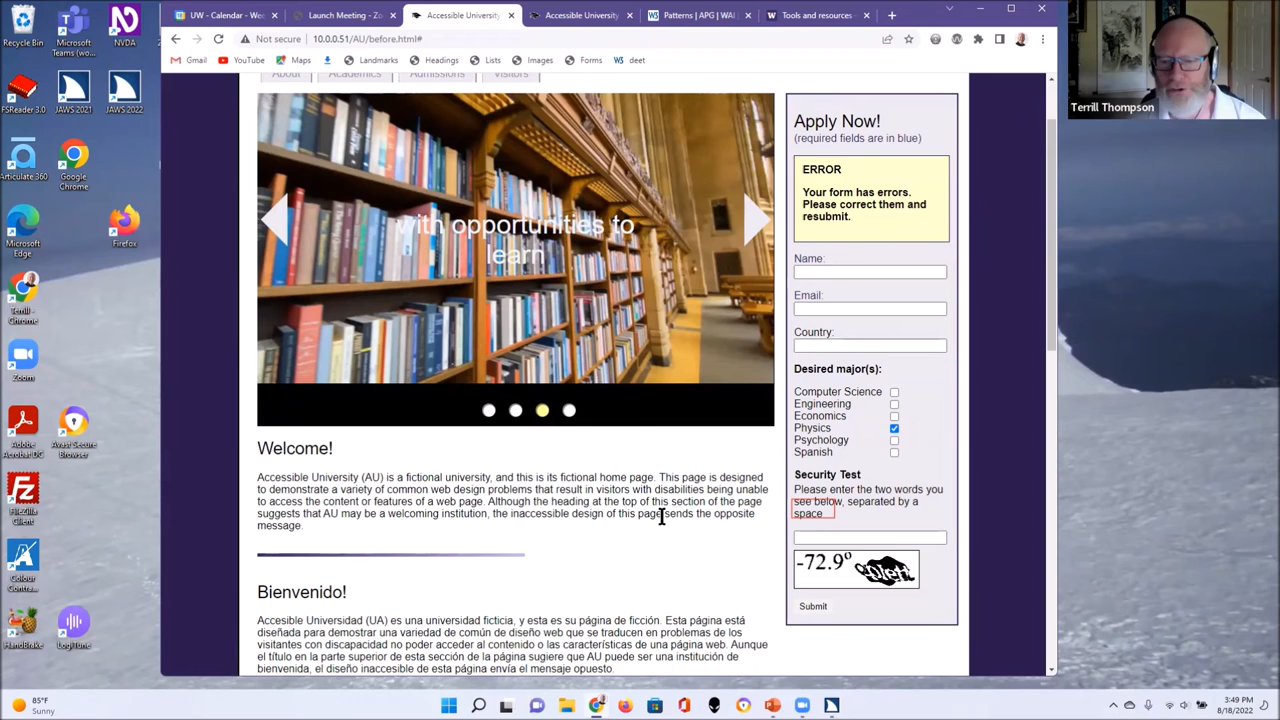 UW - Calendar - We
Launch Meeting - Zo
Accessible University
Accessible University
Patterns | APG | WAI
Tools and resources
Not secure
10.0.0.51/AU/before.html#
Gmail
YouTube
Maps
Landmarks
Headings
Lists
Images
Forms
W3
deet
Recycle Bin
Microsoft
Teams (wo...
NVDA
FSReader 3.0
JAWS 2021
JAWS 2022
Articulate 360
Google
Chrome
Microsoft
Edge
Firefox
Terrill -
Chrome
Zoom
Adobe
Acrobat DC
Avast Secure
Browser
FileZilla
Client
Colour
Contra...
Handbrake
LoopTune
Terrill Thompson
About
Academics
Admissions
Visitors
with opportunities to
learn
Welcome!
Accessible University (AU) is a fictional university, and this is its fictional home page. This page is designed
to demonstrate a variety of common web design problems that result in visitors with disabilities being unable
to access the content or features of a web page. Although the heading at the top of this section of the page
suggests that AU may be a welcoming institution, the inaccessible design of this page sends the opposite
message.
Bienvenido!
Accesible Universidad (UA) es una universidad ficticia, y esta es su página de ficción. Esta página está
diseñada para demostrar una variedad de común de diseño web que se traducen en problemas de los
visitantes con discapacidad no poder acceder al contenido o las características de una página web. Aunque
el título en la parte superior de esta sección de la página sugiere que AU puede ser una institución de
bienvenida, el diseño inaccesible de esta página envía el mensaje opuesto.
Apply Now!
(required fields are in blue)
ERROR
Your form has errors.
Please correct them and
resubmit.
Name:
Email:
Country:
Desired major(s):
Computer Science
Engineering
Economics
Physics
Psychology
Spanish
Security Test
Please enter the two words you
see below, separated by a
space
-72.9º
Submit
85°F
Sunny
3:49 PM
8/18/2022